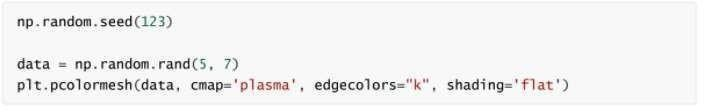 np.random.seed(123)
data = np.random.rand(5, 7)
plt.pcolormesh(data, cmap='plasma', edgecolors="k", shading='flat')